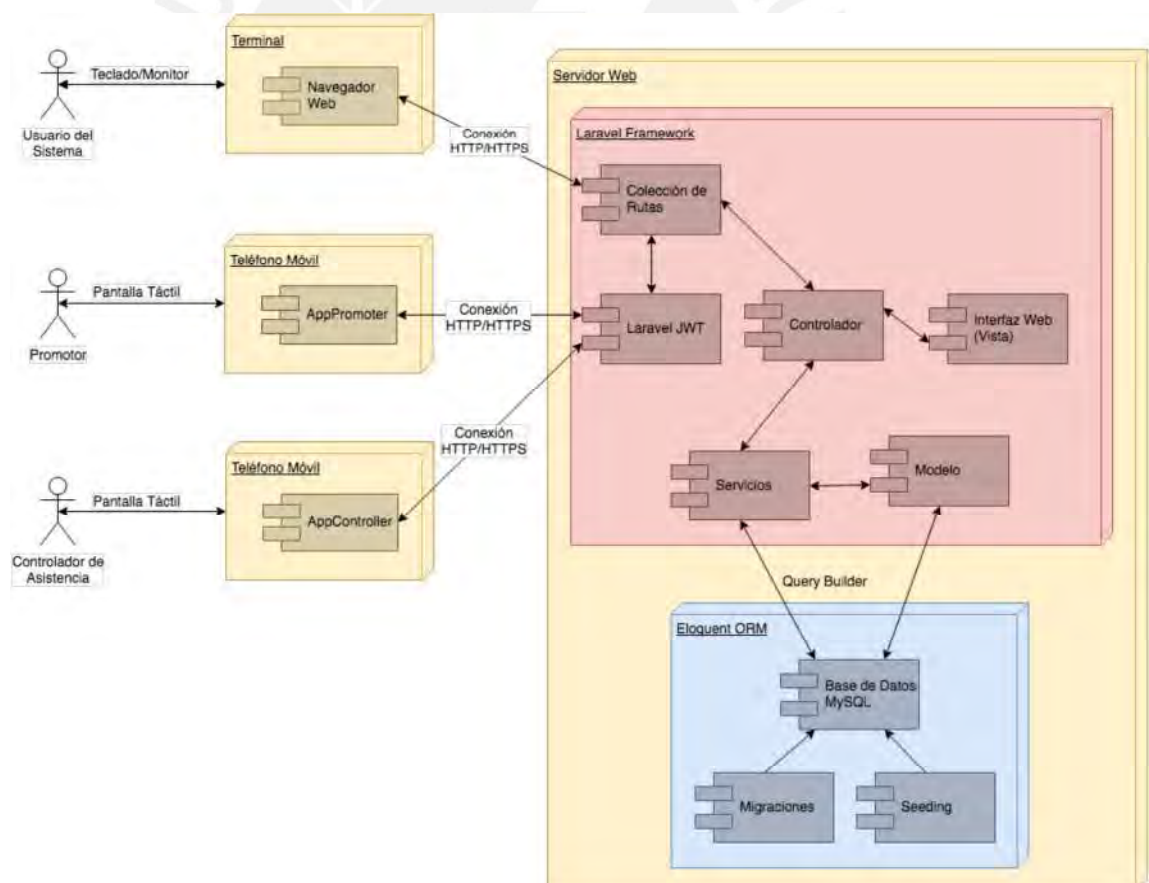 Terminal
Teclado/Monitor
Navegador
Web
Usuario del
Sistema
Conexión
HTTP/HTTPS
Teléfono Móvil
Pantalla Táctil
AppPromoter
Conexión
HTTP/HTTPS
Promotor
Teléfono Móvil
Pantalla Táctil
AppController
Conexión
HTTP/HTTPS
Controlador de
Asistencia
Servidor Web
Laravel Framework
Colección de
Rutas
Laravel JWT
Controlador
Interfaz Web
(Vista)
Servicios
Modelo
Query Builder
Eloquent ORM
Base de Datos
MySQL
Migraciones
Seeding